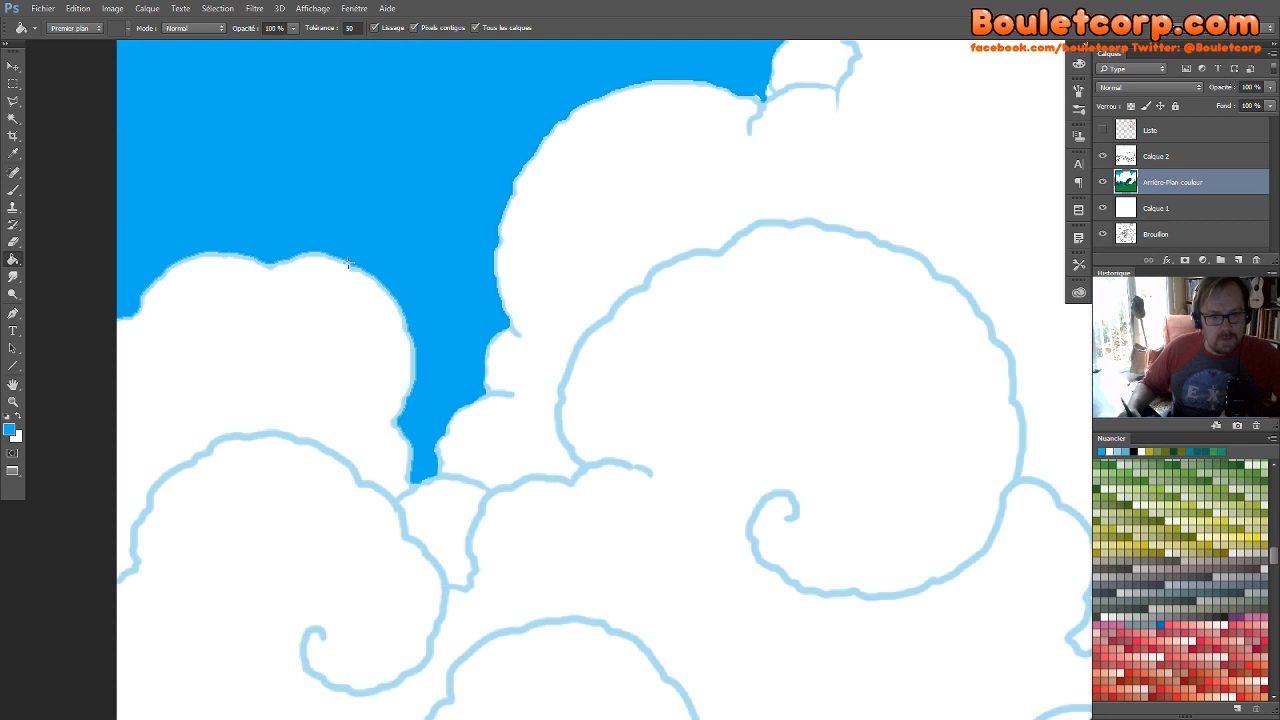 Ps Fichier Edition Image Calque Texte Sélection Filtre 3D Affichage Fenêtre Aide
Bouletcorp.com
facebook.com/bouletcorp Twitter: @Bouletcorp
Premier plan Mode : Normal Opacité : 100 % Tolérance : 50 Lissage Pixels contigus Tous les calques
Calques
Type
Normal Opacité : 100 %
Verrou : Fond : 100 %
Liste
Calque 2
Arrière-Plan couleur
Calque 1
Brouillon
fx
Historique
EX
Nuancier